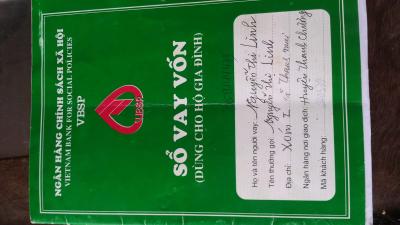 NGÂN HÀNG CHÍNH SÁCH XÃ HỘI
VIETNAM BANK FOR SOCIAL POLICIES
VBSP
VBSP
SỔ VAY VỐN
(DÙNG CHO HỘ GIA ĐÌNH)
Họ và tên người vay: Nguyễn Thị Linh
Tên thường gọi: Nguyễn Thị Linh
Địa chỉ: Xóm 1 Thanh
Ngân hàng nơi giao dịch: Huyện Thanh Chương
Mã khách hàng